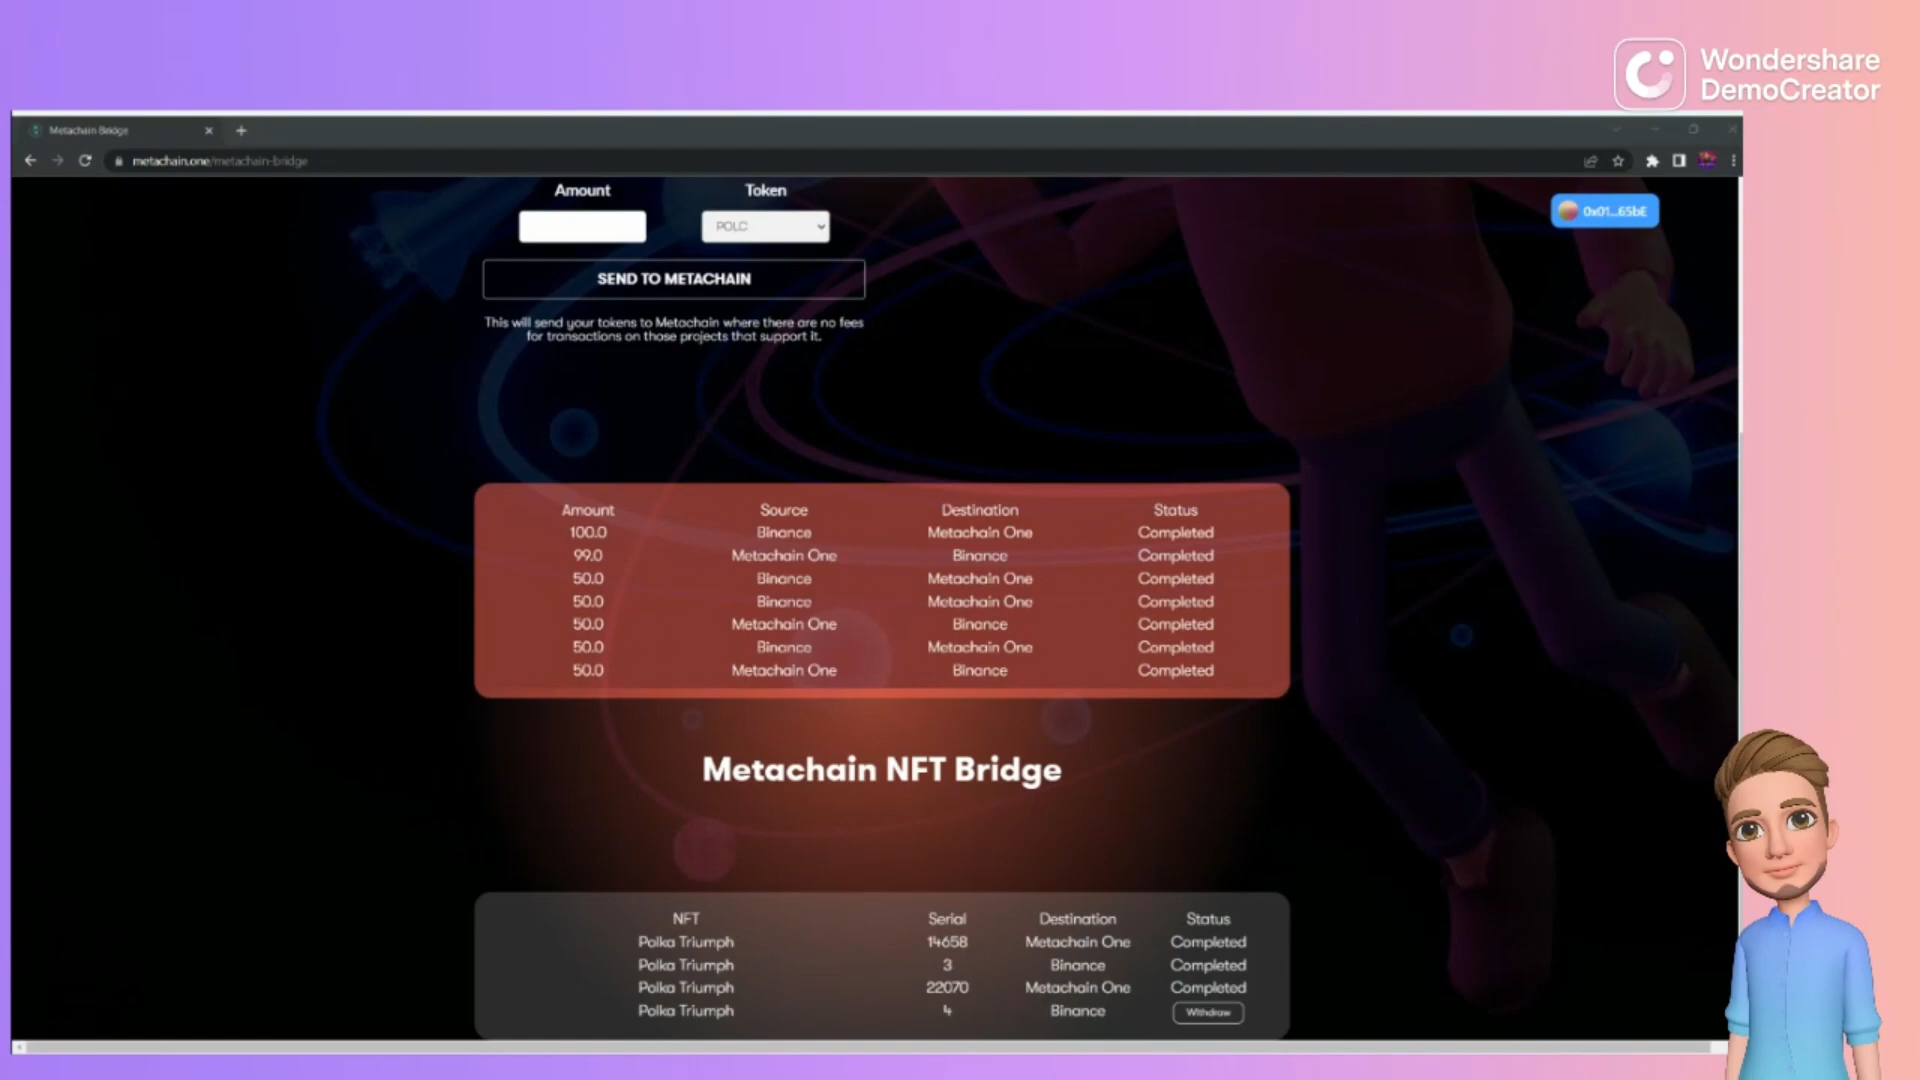 Wondershare
DemoCreator
Metachain Bridge
metachain.one/metachain-bridge
Amount Token
POLC
0x01...65bE
SEND TO METACHAIN
This will send your tokens to Metachain where there are no fees
for transactions on those projects that support it.
Amount Source Destination Status
100.0 Binance Metachain One Completed
99.0 Metachain One Binance Completed
50.0 Binance Metachain One Completed
50.0 Binance Metachain One Completed
50.0 Metachain One Binance Completed
50.0 Binance Metachain One Completed
50.0 Metachain One Binance Completed
Metachain NFT Bridge
NFT Serial Destination Status
Polka Triumph 14658 Metachain One Completed
Polka Triumph 3 Binance Completed
Polka Triumph 22070 Metachain One Completed
Polka Triumph 4 Binance Withdraw